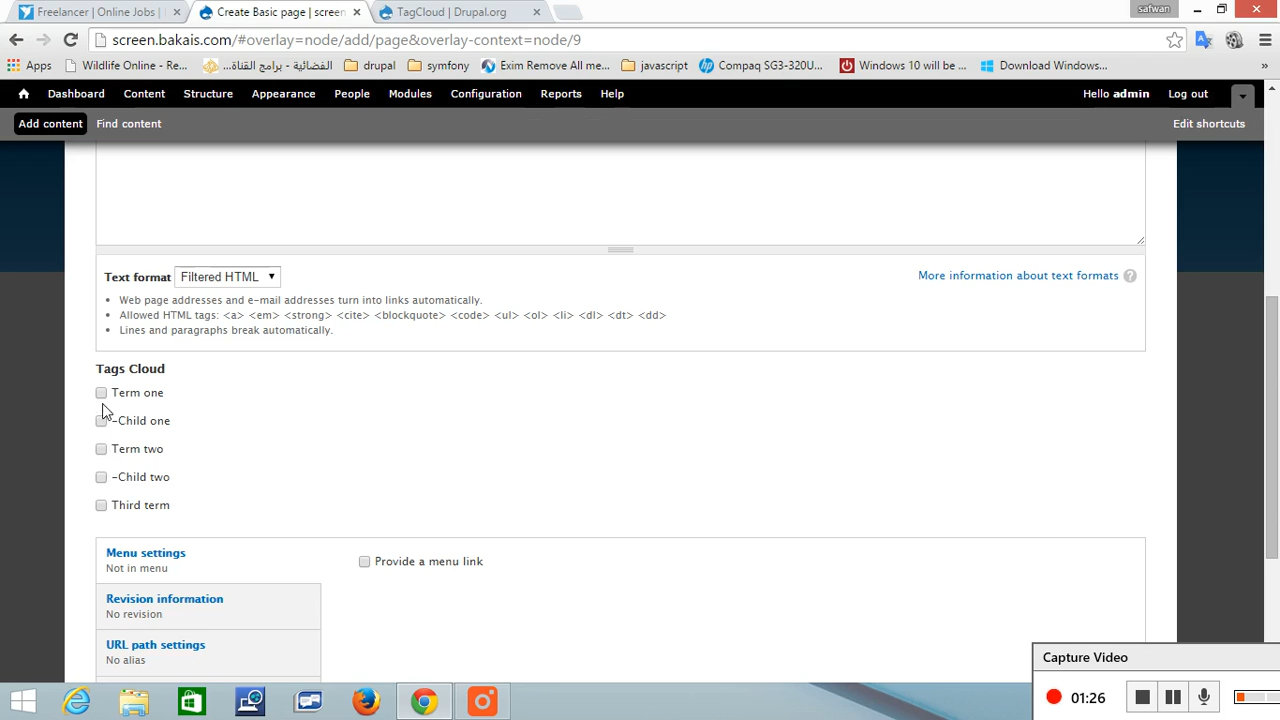 Freelancer | Online Jobs |
Create Basic page | screen
TagCloud | Drupal.org
safwan
screen.bakais.com/#overlay=node/add/page&overlay-context=node/9
Apps
Wildlife Online - Re...
الفضائية - برامج القناة...
drupal
symfony
Exim Remove All me...
javascript
Compaq SG3-320U...
Windows 10 will be ...
Download Windows...
»
Dashboard
Content
Structure
Appearance
People
Modules
Configuration
Reports
Help
Hello admin
Log out
Add content
Find content
Edit shortcuts
Text format
Filtered HTML
More information about text formats ?
• Web page addresses and e-mail addresses turn into links automatically.
• Allowed HTML tags: <a> <em> <strong> <cite> <blockquote> <code> <ul> <ol> <li> <dl> <dt> <dd>
• Lines and paragraphs break automatically.
Tags Cloud
Term one
-Child one
Term two
-Child two
Third term
Menu settings
Not in menu
Provide a menu link
Revision information
No revision
URL path settings
No alias
Capture Video
01:26